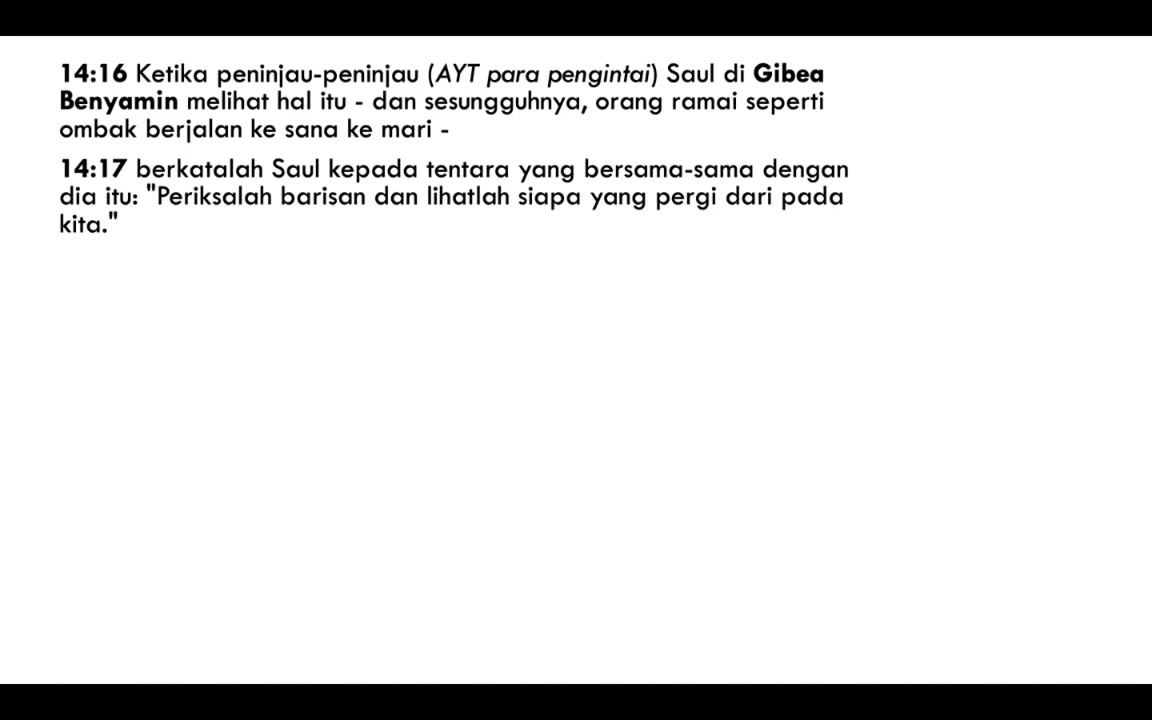 14:16 Ketika peninjau-peninjau (AYT para pengintai) Saul di Gibea
Benyamin melihat hal itu - dan sesungguhnya, orang ramai seperti
ombak berjalan ke sana ke mari -
14:17 berkatalah Saul kepada tentara yang bersama-sama dengan
dia itu: "Periksalah barisan dan lihatlah siapa yang pergi dari pada
kita."